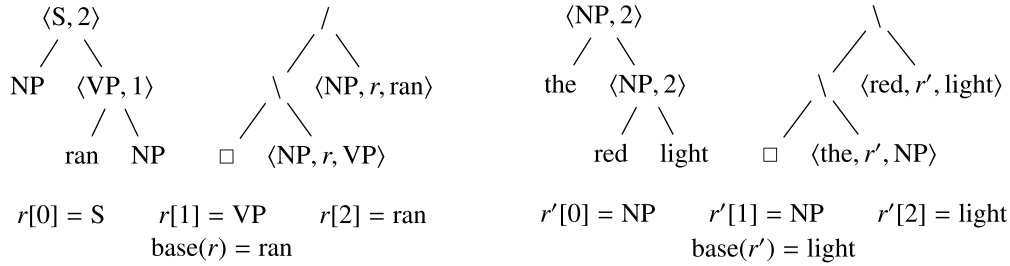 ⟨S, 2⟩ / ⟨NP, 2⟩ \
NP ⟨VP, 1⟩ \ ⟨NP, r, ran⟩ the ⟨NP, 2⟩ \ ⟨red, r′, light⟩
ran NP □ ⟨NP, r, VP⟩ red light □ ⟨the, r′, NP⟩
r[0] = S r[1] = VP r[2] = ran r′[0] = NP r′[1] = NP r′[2] = light
base(r) = ran base(r′) = light